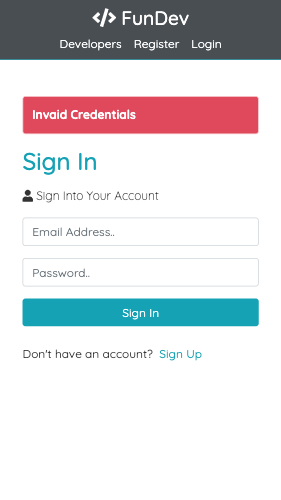 </> FunDev
Developers Register Login
Invaid Credentials
Sign In
Sign Into Your Account
Email Address..
Password..
Sign In
Don't have an account? Sign Up